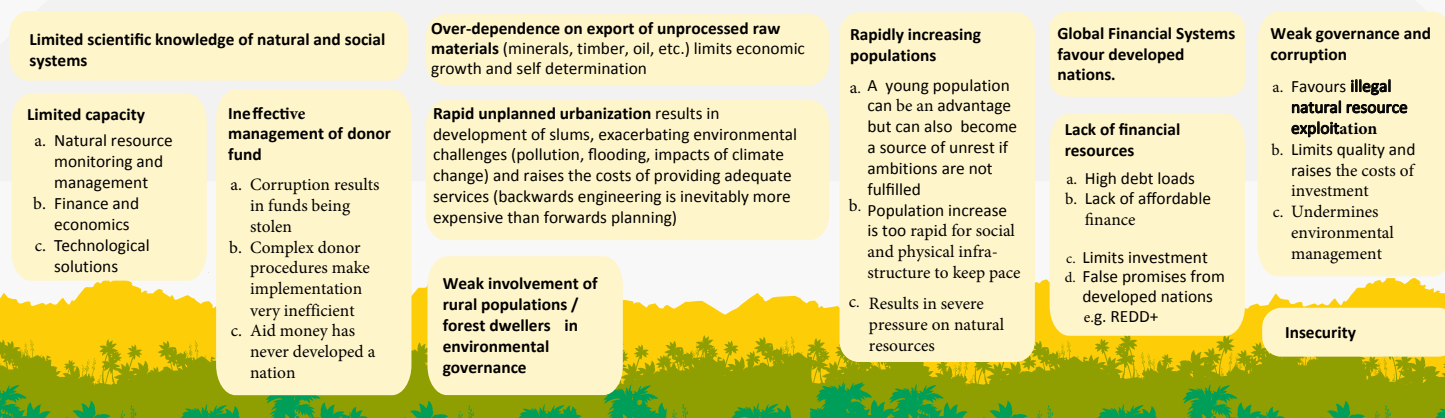 Limited scientific knowledge of natural and social
systems
Limited capacity
a. Natural resource
monitoring and
management
b. Finance and
economics
c. Technological
solutions
Ineffective
management of donor
fund
a. Corruption results
in funds being
stolen
b. Complex donor
procedures make
implementation
very inefficient
c. Aid money has
never developed a
nation
Over-dependence on export of unprocessed raw
materials (minerals, timber, oil, etc.) limits economic
growth and self determination
Rapid unplanned urbanization results in
development of slums, exacerbating environmental
challenges (pollution, flooding, impacts of climate
change) and raises the costs of providing adequate
services (backwards engineering is inevitably more
expensive than forwards planning)
Weak involvement of
rural populations /
forest dwellers in
environmental
governance
Rapidly increasing
populations
a. A young population
can be an advantage
but can also become
a source of unrest if
ambitions are not
fulfilled
b. Population increase
is too rapid for social
and physical infra-
structure to keep pace
c. Results in severe
pressure on natural
resources
Global Financial Systems
favour developed
nations.
Lack of financial
resources
a. High debt loads
b. Lack of affordable
finance
c. Limits investment
d. False promises from
developed nations
e.g. REDD+
Weak governance and
corruption
a. Favours illegal
natural resource
exploitation
b. Limits quality and
raises the costs of
investment
c. Undermines
environmental
management
Insecurity